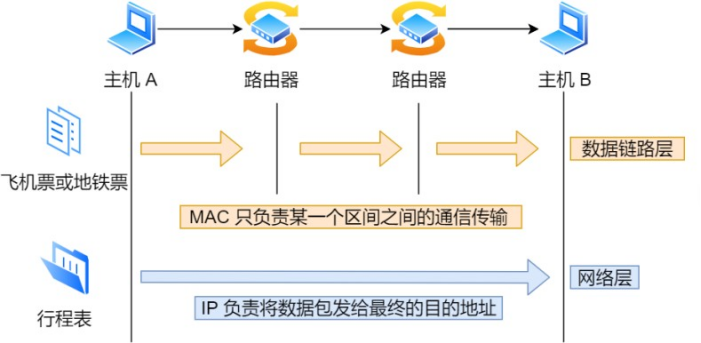 主机 A
路由器
路由器
主机 B
飞机票或地铁票
数据链路层
MAC 只负责某一个区间之间的通信传输
行程表
网络层
IP 负责将数据包发给最终的目的地址